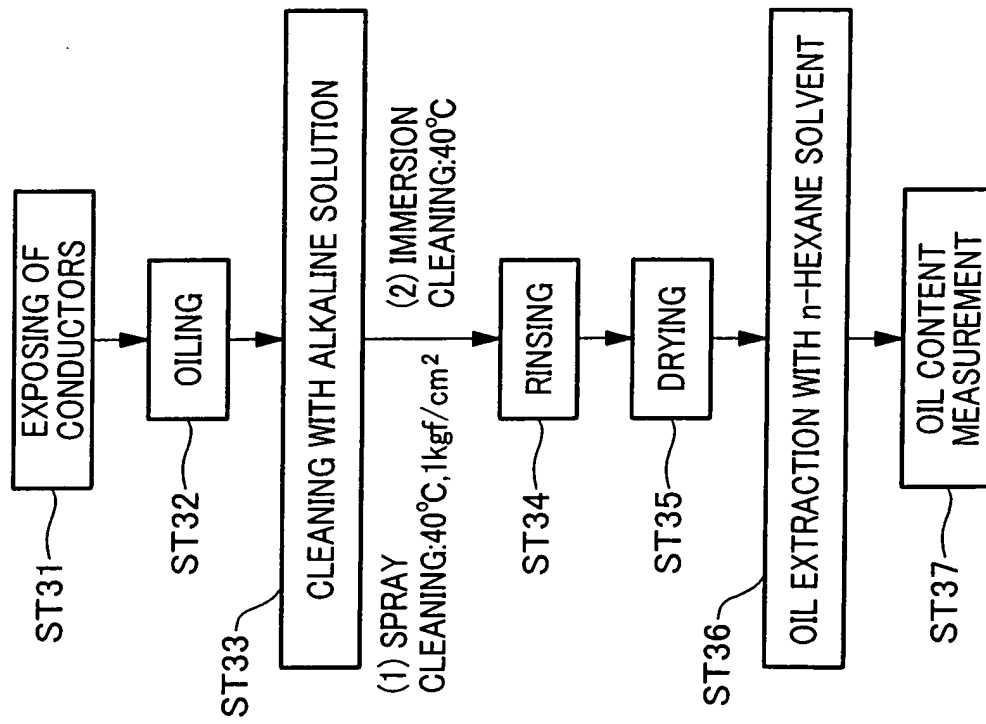 EXPOSING OF
CONDUCTORS
ST31
OILING
ST32
CLEANING WITH ALKALINE SOLUTION
ST33
(1) SPRAY
CLEANING:40°C,1kgf/cm²
(2) IMMERSION
CLEANING:40°C
RINSING
ST34
DRYING
ST35
OIL EXTRACTION WITH n-HEXANE SOLVENT
ST36
OIL CONTENT
MEASUREMENT
ST37